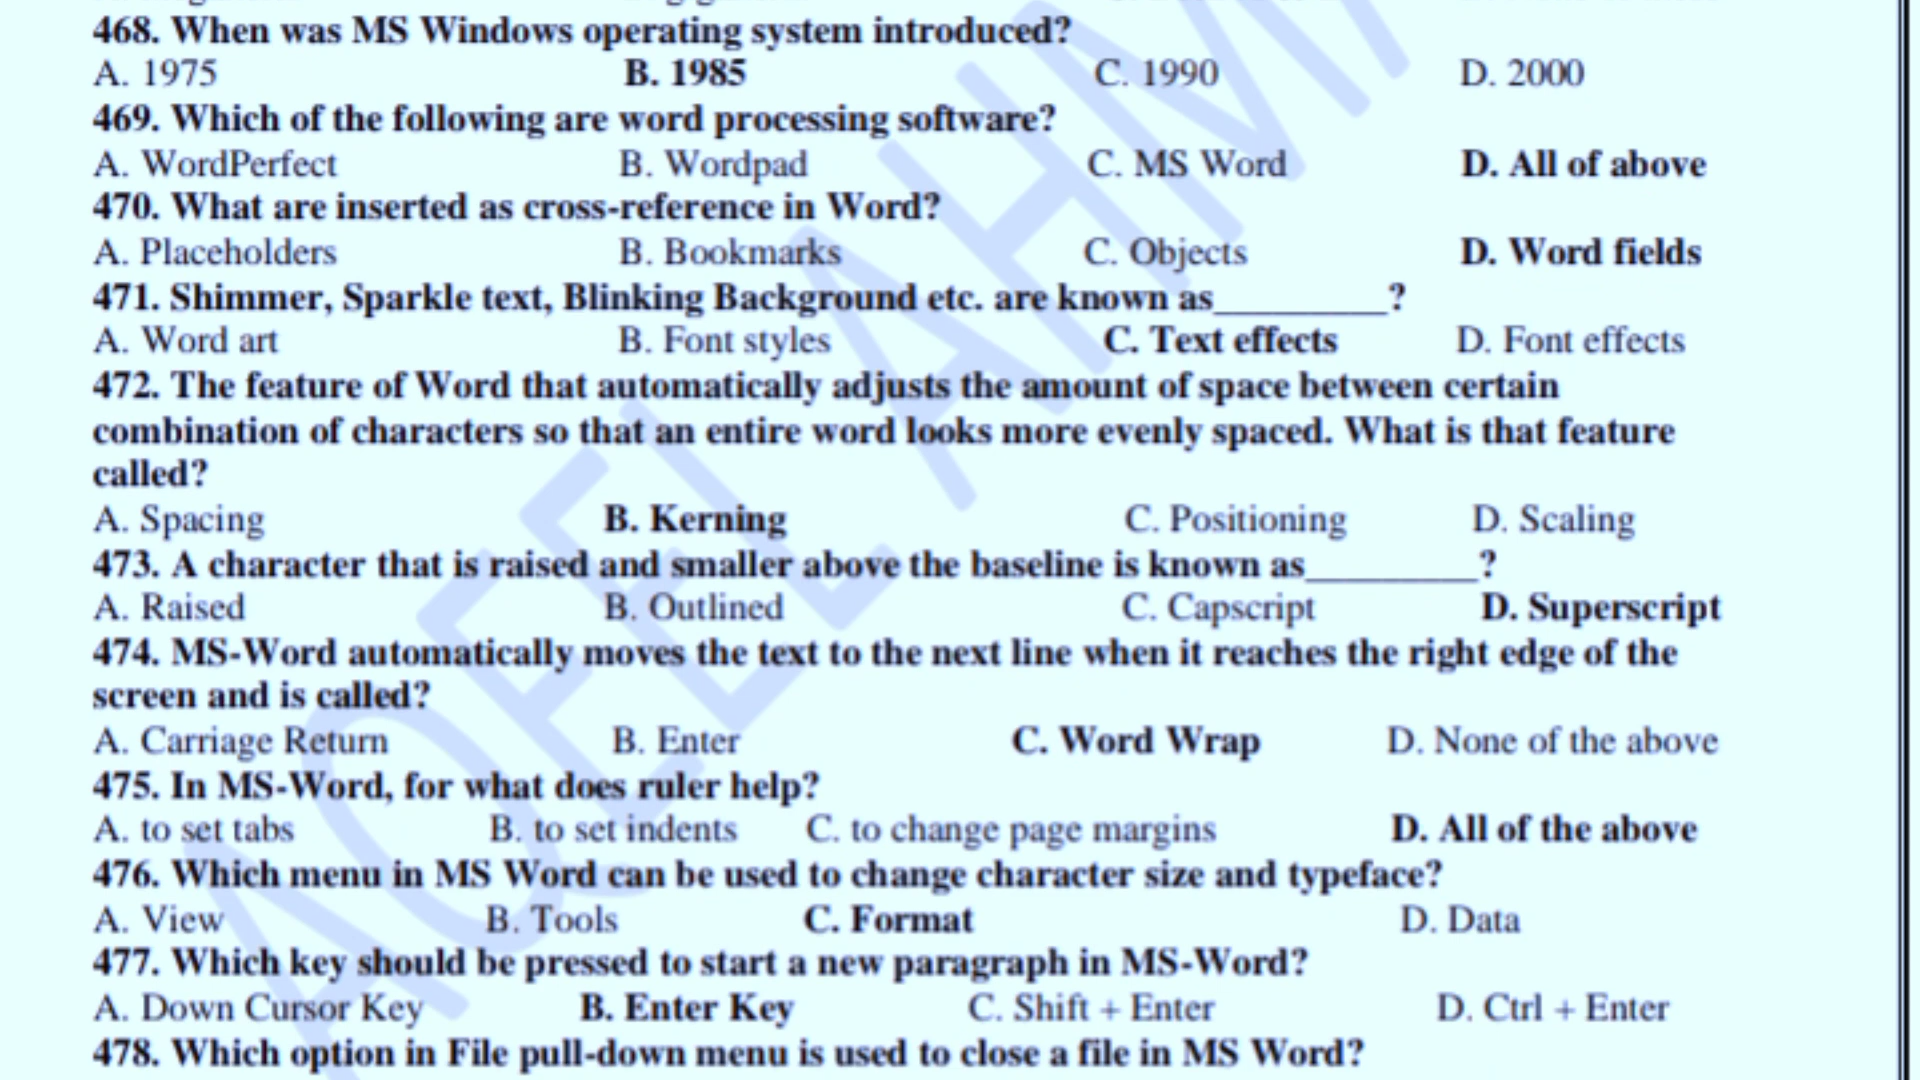 468. When was MS Windows operating system introduced?
A. 1975 B. 1985 C. 1990 D. 2000
469. Which of the following are word processing software?
A. WordPerfect B. Wordpad C. MS Word D. All of above
470. What are inserted as cross-reference in Word?
A. Placeholders B. Bookmarks C. Objects D. Word fields
471. Shimmer, Sparkle text, Blinking Background etc. are known as_________?
A. Word art B. Font styles C. Text effects D. Font effects
472. The feature of Word that automatically adjusts the amount of space between certain
combination of characters so that an entire word looks more evenly spaced. What is that feature
called?
A. Spacing B. Kerning C. Positioning D. Scaling
473. A character that is raised and smaller above the baseline is known as_________?
A. Raised B. Outlined C. Capscript D. Superscript
474. MS-Word automatically moves the text to the next line when it reaches the right edge of the
screen and is called?
A. Carriage Return B. Enter C. Word Wrap D. None of the above
475. In MS-Word, for what does ruler help?
A. to set tabs B. to set indents C. to change page margins D. All of the above
476. Which menu in MS Word can be used to change character size and typeface?
A. View B. Tools C. Format D. Data
477. Which key should be pressed to start a new paragraph in MS-Word?
A. Down Cursor Key B. Enter Key C. Shift + Enter D. Ctrl + Enter
478. Which option in File pull-down menu is used to close a file in MS Word?